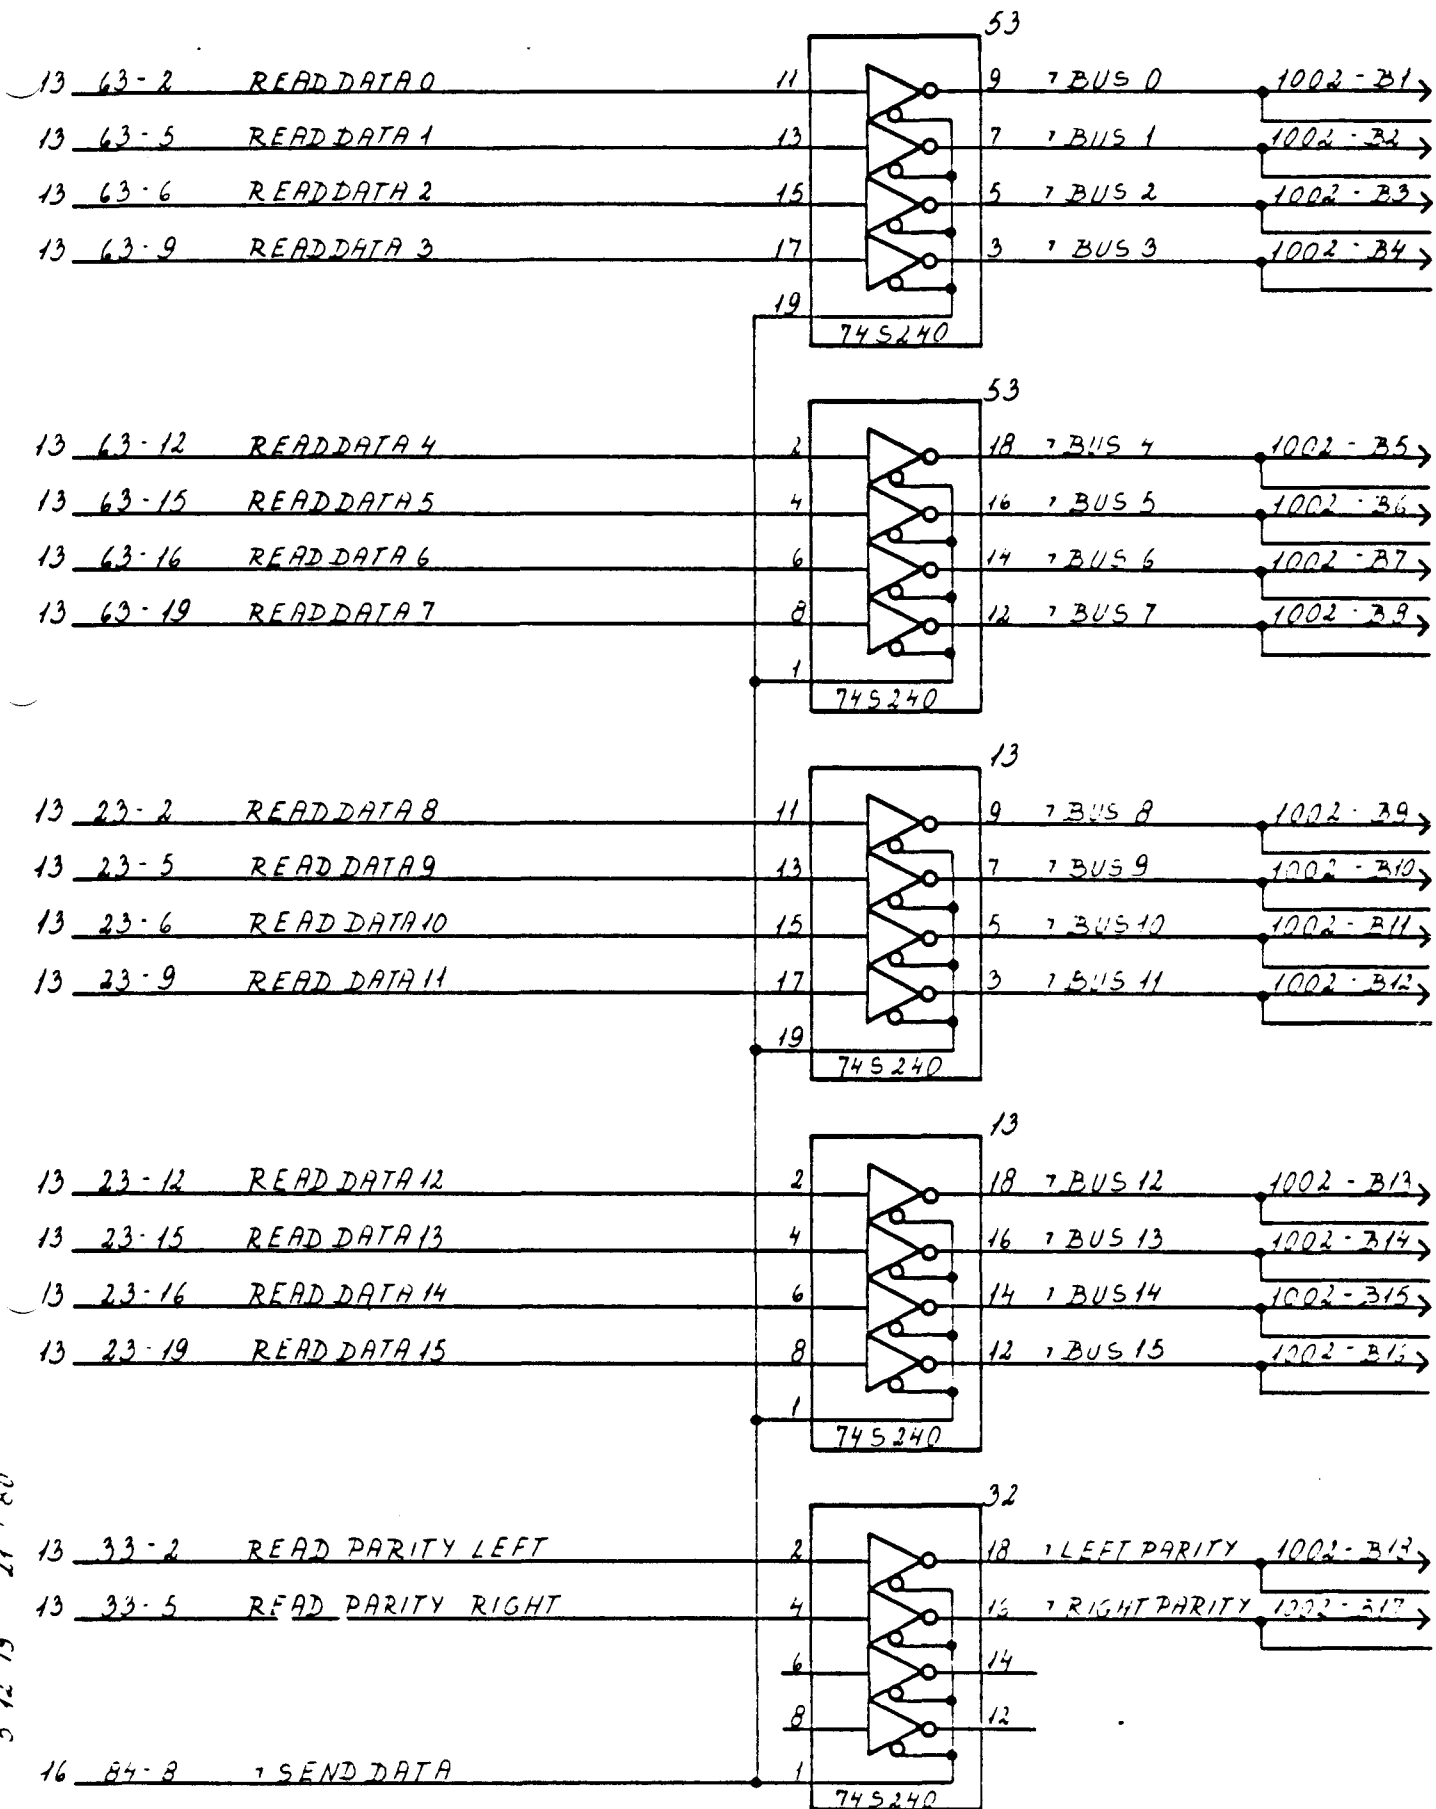 53
13 63-2 READ DATA 0 11 9 ¬BUS 0 1002-B1
13 63-5 READ DATA 1 13 7 ¬BUS 1 1002-B2
13 63-6 READ DATA 2 15 5 ¬BUS 2 1002-B3
13 63-9 READ DATA 3 17 3 ¬BUS 3 1002-B4
19
74S240
53
13 63-12 READ DATA 4 2 18 ¬BUS 4 1002-B5
13 63-15 READ DATA 5 4 16 ¬BUS 5 1002-B6
13 63-16 READ DATA 6 6 14 ¬BUS 6 1002-B7
13 63-19 READ DATA 7 8 12 ¬BUS 7 1002-B8
1
74S240
13
13 23-2 READ DATA 8 11 9 ¬BUS 8 1002-B9
13 23-5 READ DATA 9 13 7 ¬BUS 9 1002-B10
13 23-6 READ DATA 10 15 5 ¬BUS 10 1002-B11
13 23-9 READ DATA 11 17 3 ¬BUS 11 1002-B12
19
74S240
13
13 23-12 READ DATA 12 2 18 ¬BUS 12 1002-B13
13 23-15 READ DATA 13 4 16 ¬BUS 13 1002-B14
13 23-16 READ DATA 14 6 14 ¬BUS 14 1002-B15
13 23-19 READ DATA 15 8 12 ¬BUS 15 1002-B16
1
74S240
32
13 33-2 READ PARITY LEFT 2 18 ¬LEFT PARITY
13 33-5 READ PARITY RIGHT 4 16 ¬RIGHT PARITY
6 14
8 12
16 84-8 ¬SEND DATA 1
74S240